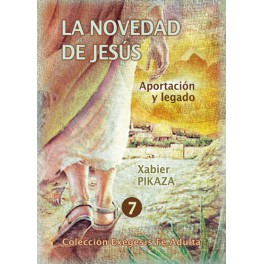 LA NOVEDAD
DE JESÚS
Aportación
y legado
Xabier
PIKAZA
7
Colección Exégesis Fe Adulta